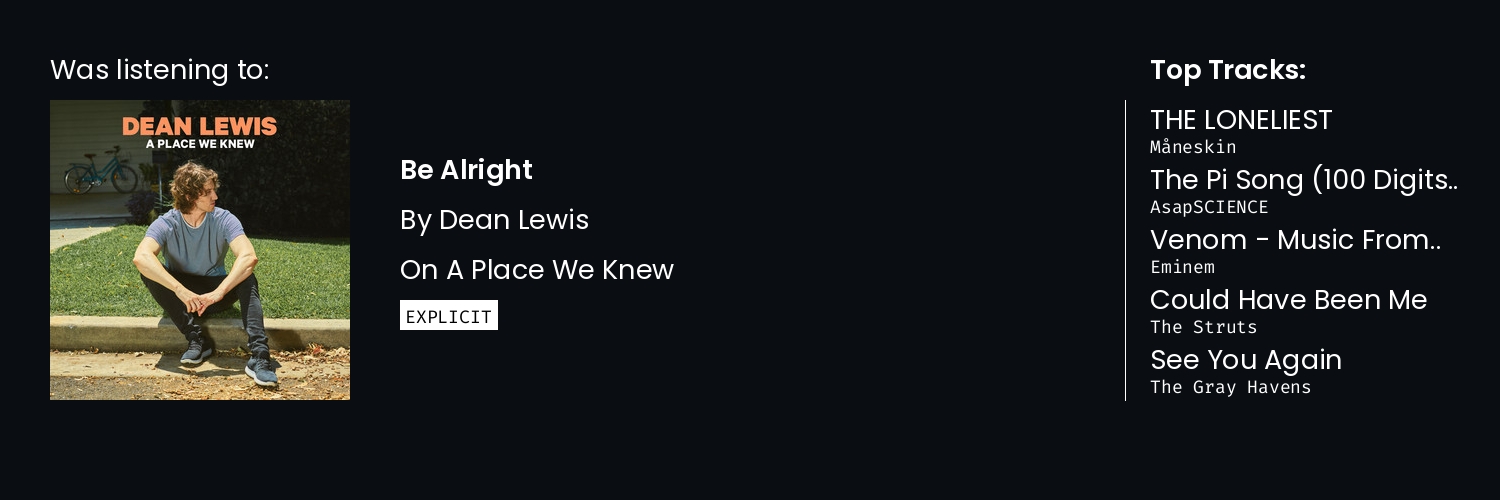 Was listening to:
DEAN LEWIS
A PLACE WE KNEW
Be Alright
By Dean Lewis
On A Place We Knew
EXPLICIT
Top Tracks:
THE LONELIEST
Måneskin
The Pi Song (100 Digits..
AsapSCIENCE
Venom - Music From..
Eminem
Could Have Been Me
The Struts
See You Again
The Gray Havens